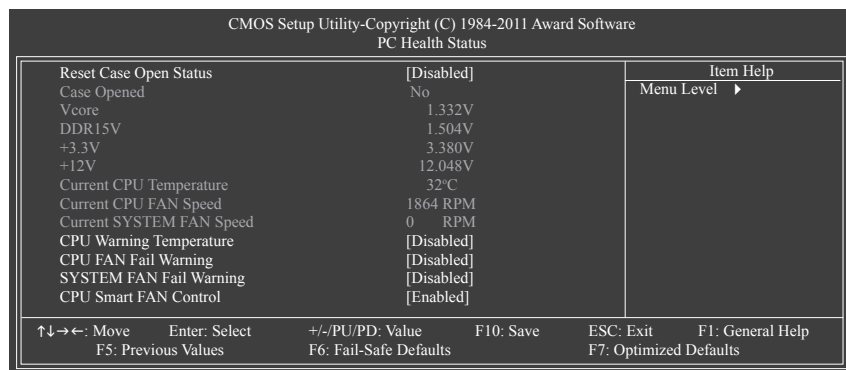 CMOS Setup Utility-Copyright (C) 1984-2011 Award Software
PC Health Status
Reset Case Open Status [Disabled]
Case Opened No
Vcore 1.332V
DDR15V 1.504V
+3.3V 3.380V
+12V 12.048V
Current CPU Temperature 32°C
Current CPU FAN Speed 1864 RPM
Current SYSTEM FAN Speed 0 RPM
CPU Warning Temperature [Disabled]
CPU FAN Fail Warning [Disabled]
SYSTEM FAN Fail Warning [Disabled]
CPU Smart FAN Control [Enabled]
Item Help
Menu Level ▶
↑↓→←: Move Enter: Select +/-/PU/PD: Value F10: Save ESC: Exit F1: General Help
F5: Previous Values F6: Fail-Safe Defaults F7: Optimized Defaults